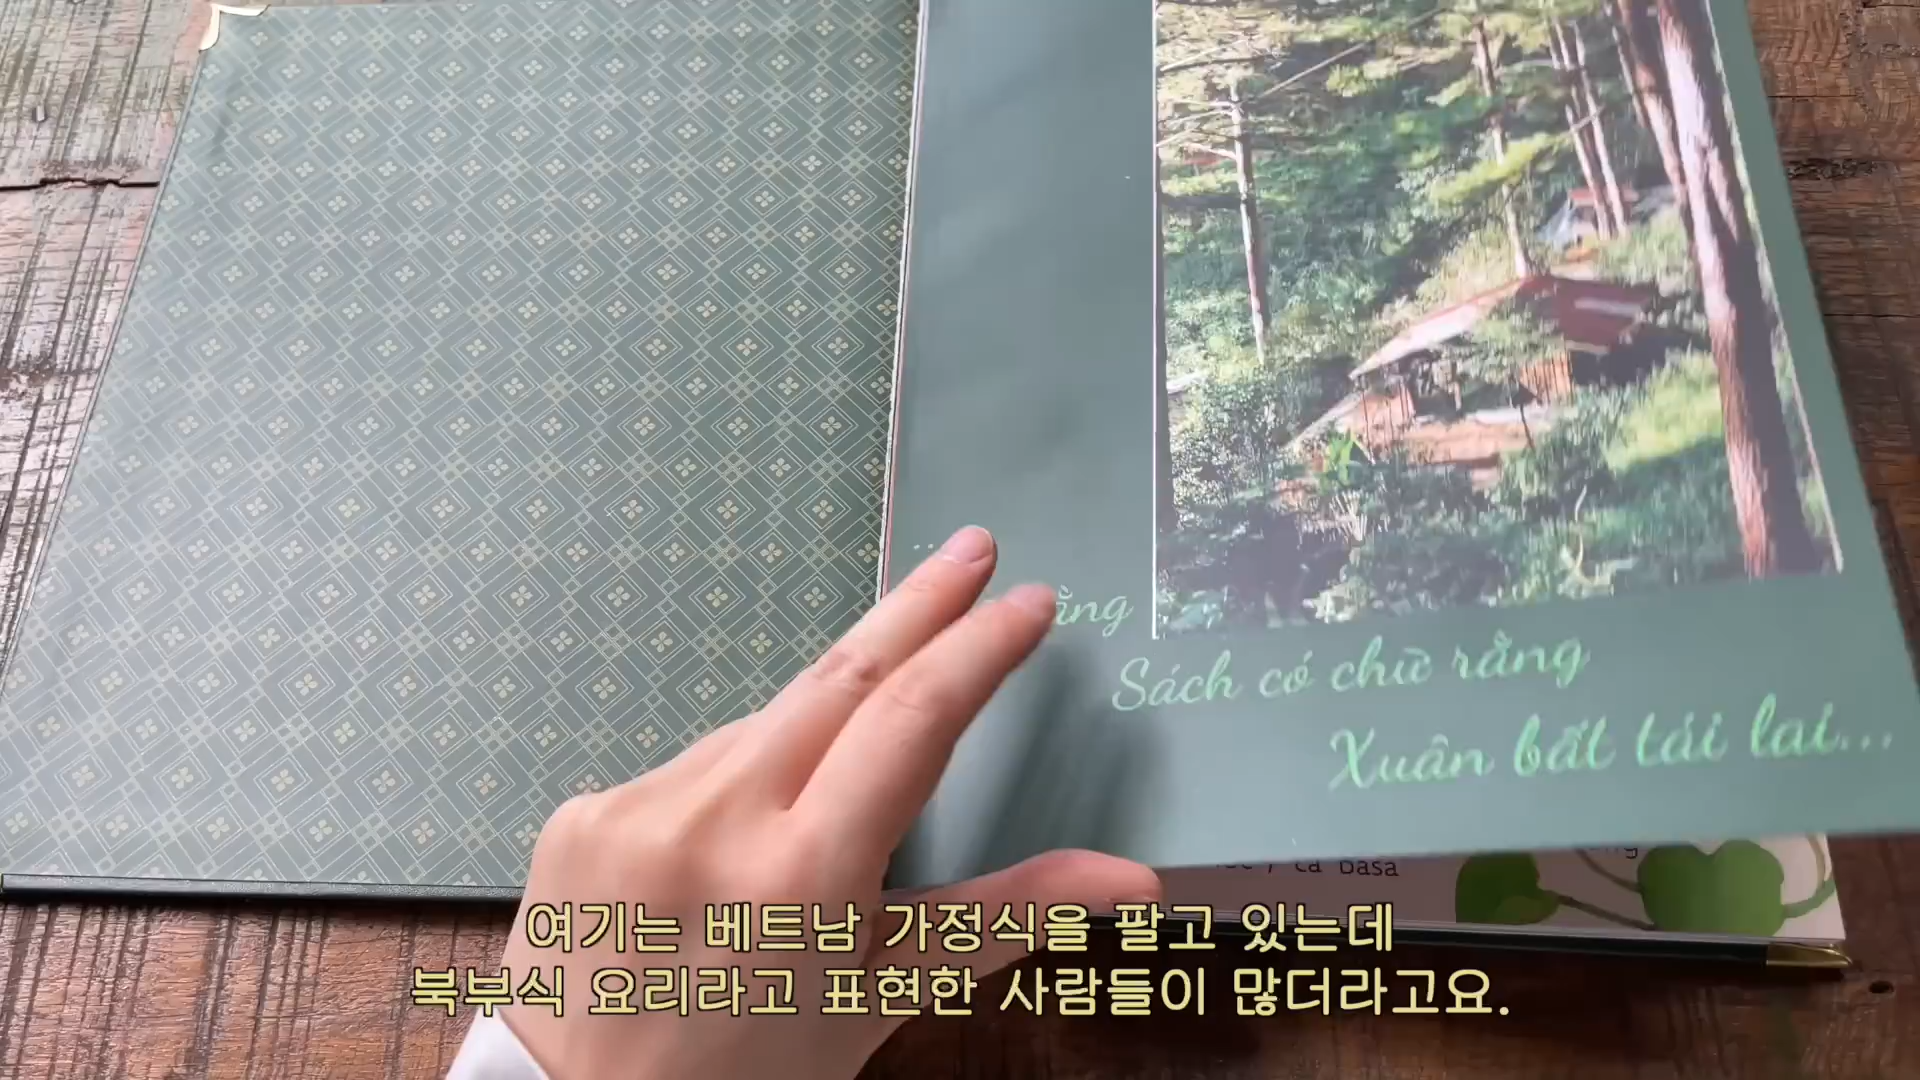 Sách có chữ rằng
Xuân bất tái lai...
cá basa
여기는 베트남 가정식을 팔고 있는데
북부식 요리라고 표현한 사람들이 많더라고요.